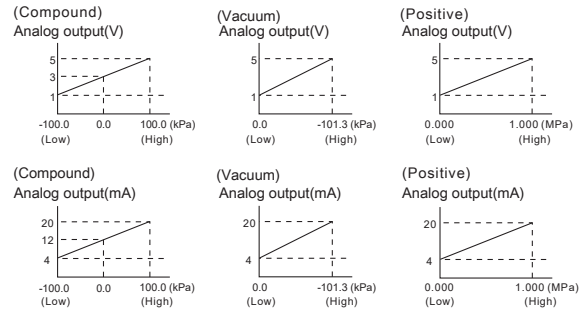 (Compound)
Analog output(V)
5
3
1
-100.0 0.0 100.0 (kPa)
(Low) (High)
(Vacuum)
Analog output(V)
5
1
0.0 -101.3 (kPa)
(Low) (High)
(Positive)
Analog output(V)
5
1
0.000 1.000 (MPa)
(Low) (High)
(Compound)
Analog output(mA)
20
12
4
-100.0 0.0 100.0 (kPa)
(Low) (High)
(Vacuum)
Analog output(mA)
20
4
0.0 -101.3 (kPa)
(Low) (High)
(Positive)
Analog output(mA)
20
4
0.000 1.000 (MPa)
(Low) (High)